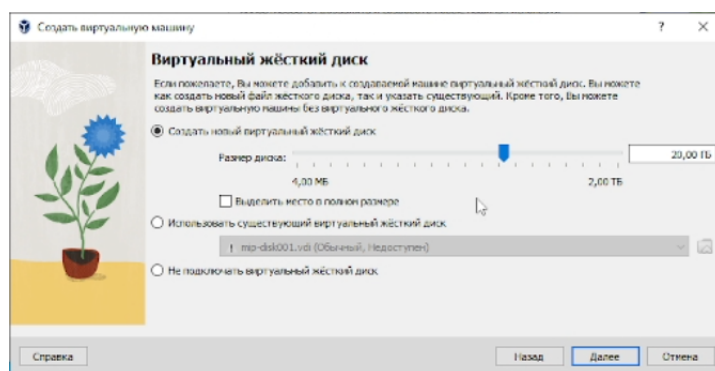 Создать виртуальную машину
Виртуальный жёсткий диск
Если пожелаете, Вы можете добавить к создаваемой машине виртуальный жёсткий диск. Вы можете
как создать новый файл жёсткого диска, так и указать существующий. Кроме того, Вы можете
создать виртуальную машины без виртуального жёсткого диска.
Создать новый виртуальный жёсткий диск
Размер диска:
20,00 ТБ
4,00 МБ
2,00 ТБ
Выделить место в полном размере
Использовать существующий виртуальный жёсткий диск
mp-disk001.vdi (Обычный, Недоступен)
Не подключать виртуальный жёсткий диск
Справка
Назад
Далее
Отмена